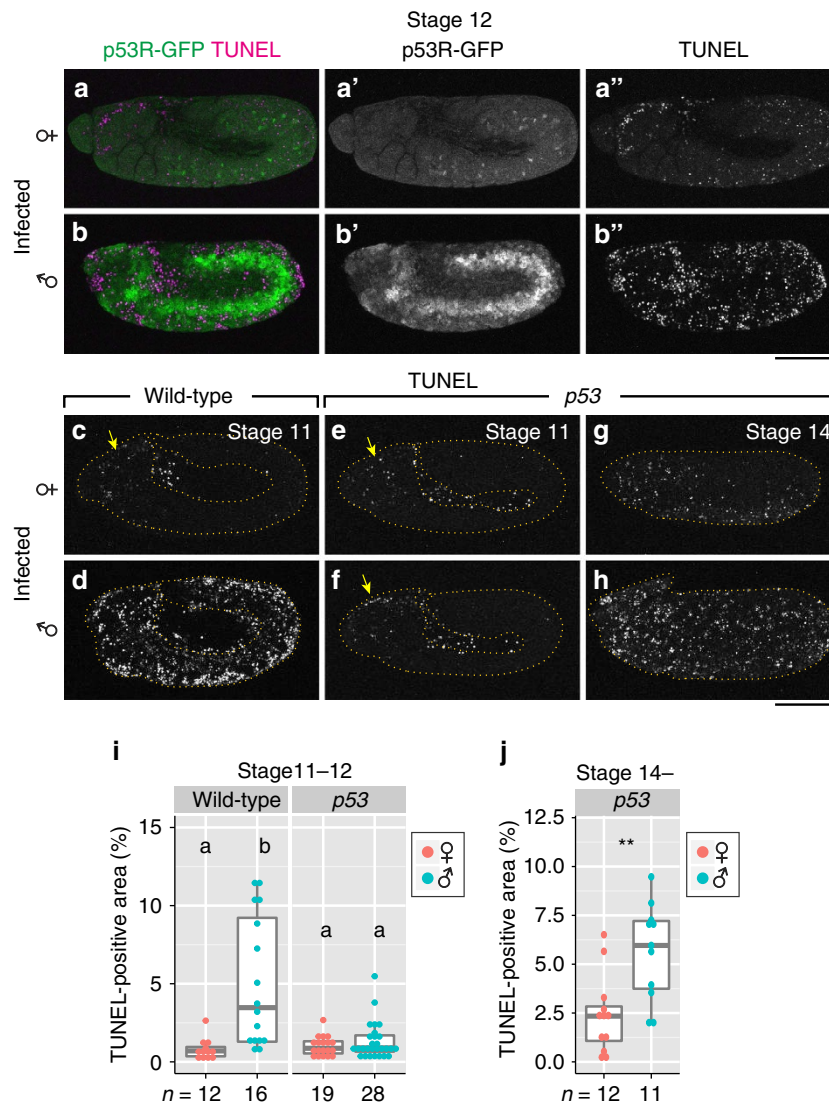 Stage 12
p53R-GFP TUNEL
p53R-GFP
TUNEL
a
a'
a''
♀
Infected
b
b'
b''
♂
TUNEL
Wild-type
p53
c
Stage 11
e
Stage 11
g
Stage 14
♀
Infected
d
f
h
♂
i
Stage11–12
Wild-type
p53
TUNEL-positive area (%)
15
10
5
0
a
b
a
a
♀
♂
n = 12
16
19
28
j
Stage 14–
p53
TUNEL-positive area (%)
12.5
10.0
7.5
5.0
2.5
0.0
**
♀
♂
n = 12
11